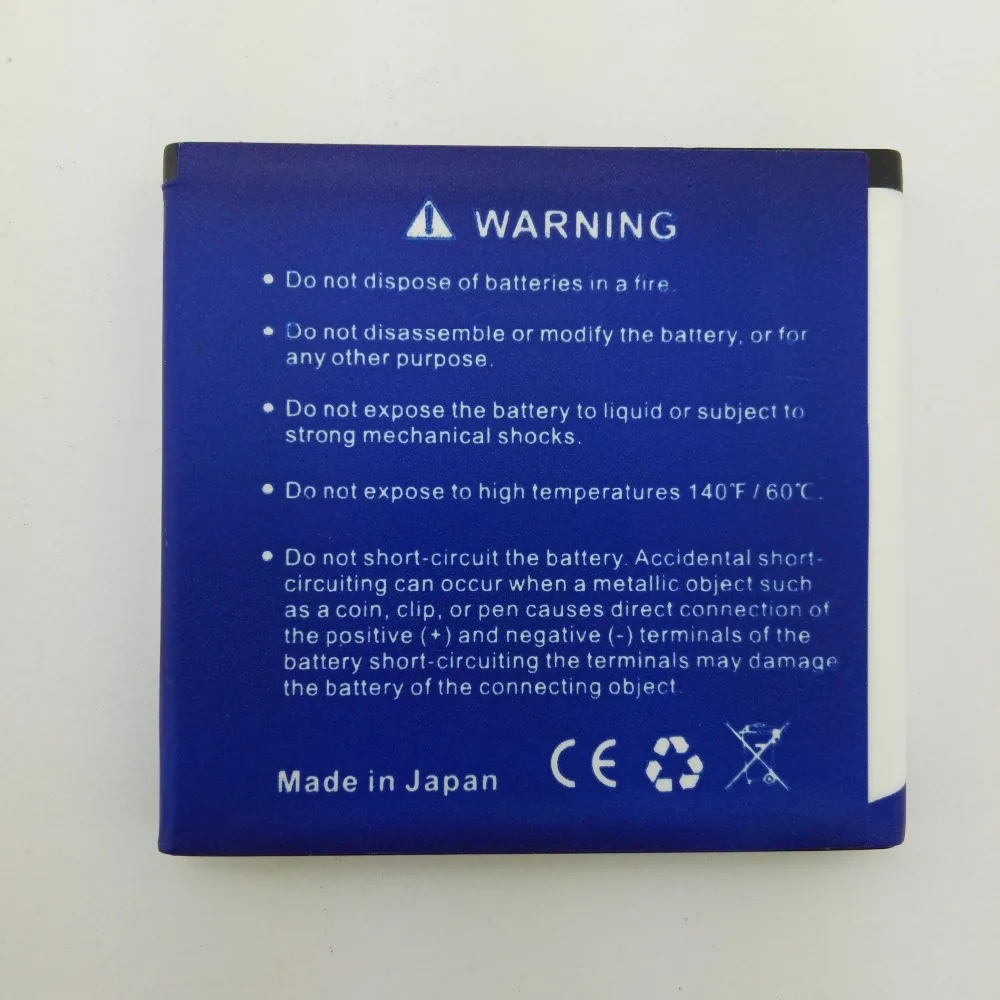 WARNING
• Do not dispose of batteries in a fire.
• Do not disassemble or modify the battery, or for
any other purpose.
• Do not expose the battery to liquid or subject to
strong mechanical shocks.
• Do not expose to high temperatures 140°F / 60°C.
• Do not short-circuit the battery. Accidental short-
circuiting can occur when a metallic object such
as a coin, clip, or pen causes direct connection of
the positive (+) and negative (-) terminals of the
battery short-circuiting the terminals may damage
the battery of the connecting object.
Made in Japan CE